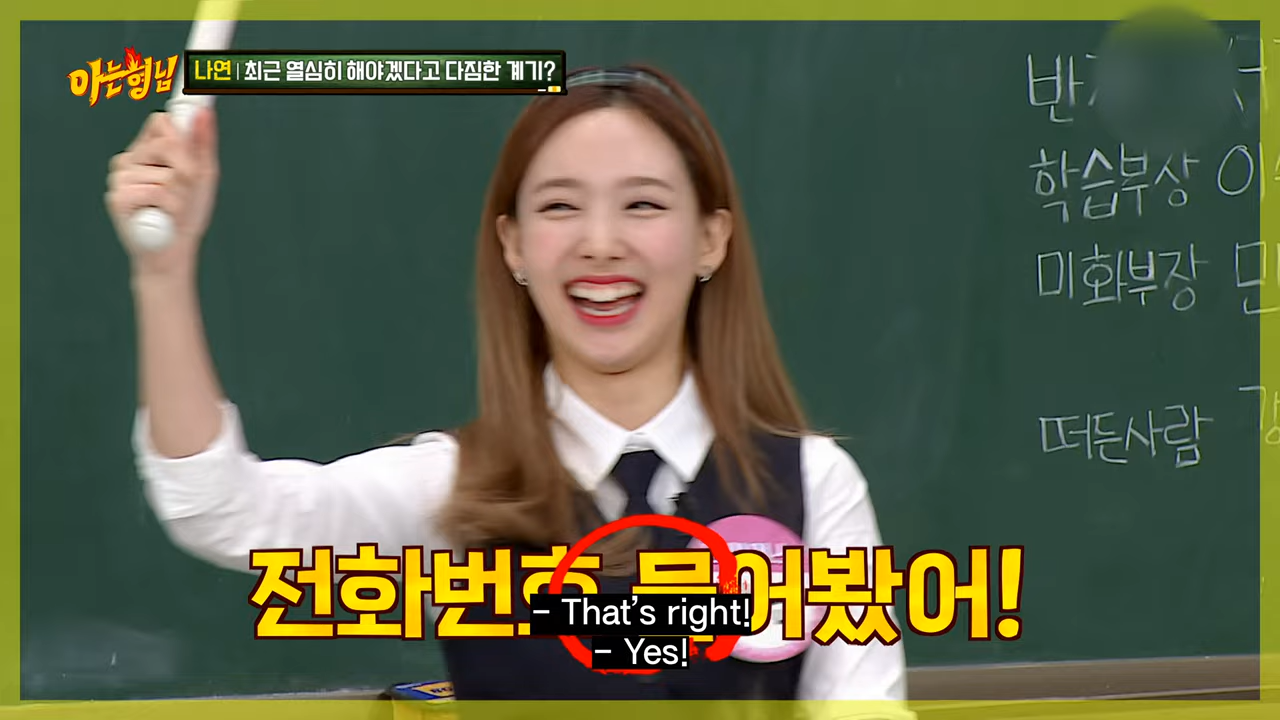 아는형님
나연 | 최근 열심히 해야겠다고 다짐한 계기?
학습부장 이
미화부장 민
떠든사람
전화번호 물어봤어!
- That's right!
- Yes!